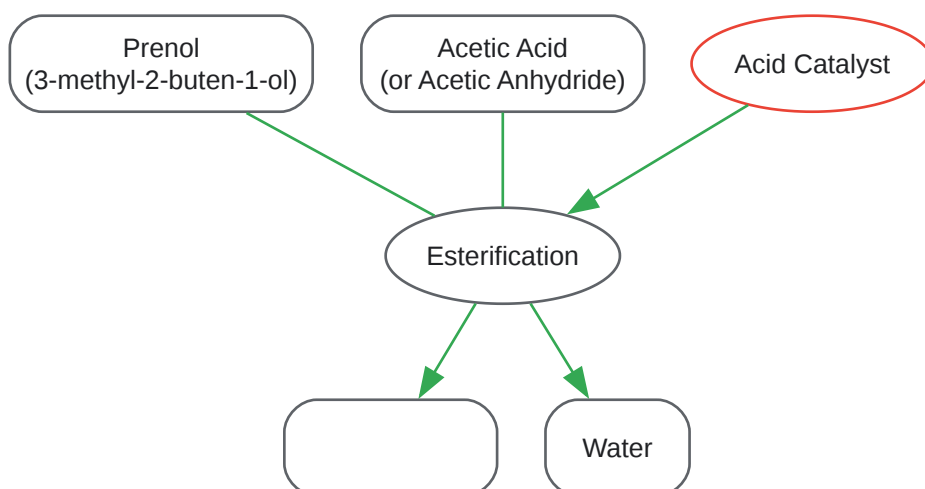 Prenol
(3-methyl-2-buten-1-ol)
Acetic Acid
(or Acetic Anhydride)
Acid Catalyst
Esterification
Water